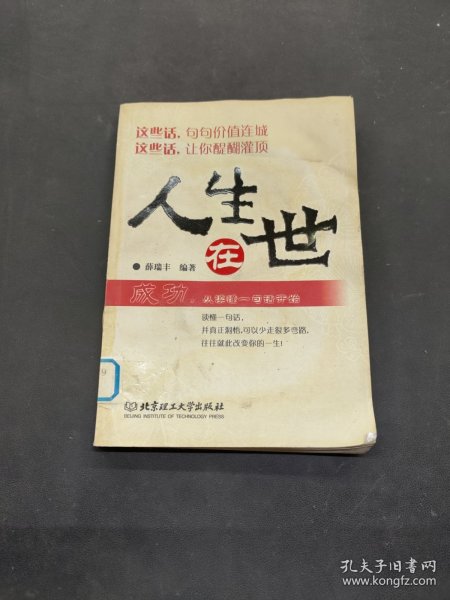 这些话，句句价值连城
这些话，让你醍醐灌顶
人生
在
世
●薛瑞丰 编著
成功，从读懂一句话开始
读懂一句话，
并真正洞悟，可以少走很多弯路，
往往就此改变你的一生！
北京理工大学出版社
BEIJING INSTITUTE OF TECHNOLOGY PRESS
9
孔夫子旧书网
www.kongfz.com